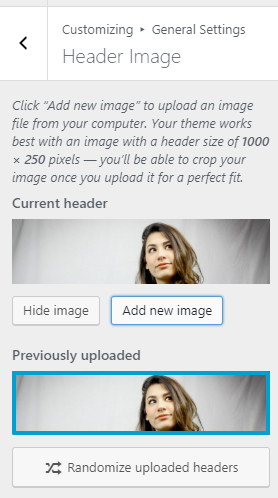 Customizing ▸ General Settings
Header Image
Click “Add new image” to upload an image
file from your computer. Your theme works
best with an image with a header size of 1000
× 250 pixels — you’ll be able to crop your
image once you upload it for a perfect fit.
Current header
Hide image
Add new image
Previously uploaded
Randomize uploaded headers